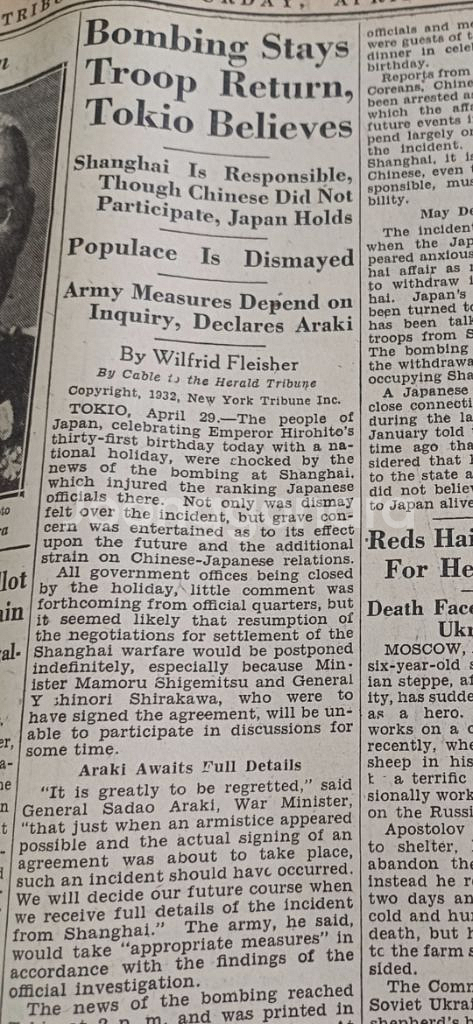 TRIB
Bombing Stays
Troop Return,
Tokio Believes
Shanghai Is Responsible,
Though Chinese Did Not
Participate, Japan Holds
Populace Is Dismayed
Army Measures Depend on
Inquiry, Declares Araki
By Wilfrid Fleisher
By Cable to the Herald Tribune
Copyright, 1932, New York Tribune Inc.
TOKIO, April 29.—The people of
Japan, celebrating Emperor Hirohito's
thirty-first birthday today with a na-
tional holiday, were shocked by the
news of the bombing at Shanghai,
which injured the ranking Japanese
officials there. Not only was dismay
felt over the incident, but grave con-
cern was entertained as to its effect
upon the future and the additional
strain on Chinese-Japanese relations.
All government offices being closed
by the holiday, little comment was
forthcoming from official quarters, but
it seemed likely that resumption of
the negotiations for settlement of the
Shanghai warfare would be postponed
indefinitely, especially because Min-
ister Mamoru Shigemitsu and General
Y shinori Shirakawa, who were to
have signed the agreement, will be un-
able to participate in discussions for
some time.
Araki Awaits Full Details
"It is greatly to be regretted," said
General Sadao Araki, War Minister,
"that just when an armistice appeared
possible and the actual signing of an
agreement was about to take place,
such an incident should have occurred.
We will decide our future course when
we receive full details of the incident
from Shanghai." The army, he said,
would take "appropriate measures" in
accordance with the findings of the
official investigation.
The news of the bombing reached
p. m. and was printed in
officials and
were guests of
dinner in
birthday.
Reports from
Coreans,
been arrested
which the
future events
pend largely
the incident.
Shanghai, it
Chinese, even
sponsible,
bility.
May
The incident
when the
peared anxious
hai affair as
to withdraw
hai. Japan's
been turned
has been
troops from
The bombing
the
occupying
A Japanese
close
during the
January told
time ago
sidered that
to the state
did not
to Japan alive
Reds
For
Death
MOSCOW,
six-year-old
ian steppe,
ity, has
as a hero.
works on a
recently,
sheep in his
a terrific
sionally
on the
Apostolov
to shelter,
abandon the
instead he
two days
cold and
death, but
the farm
sided.
The
Soviet
shepherd's